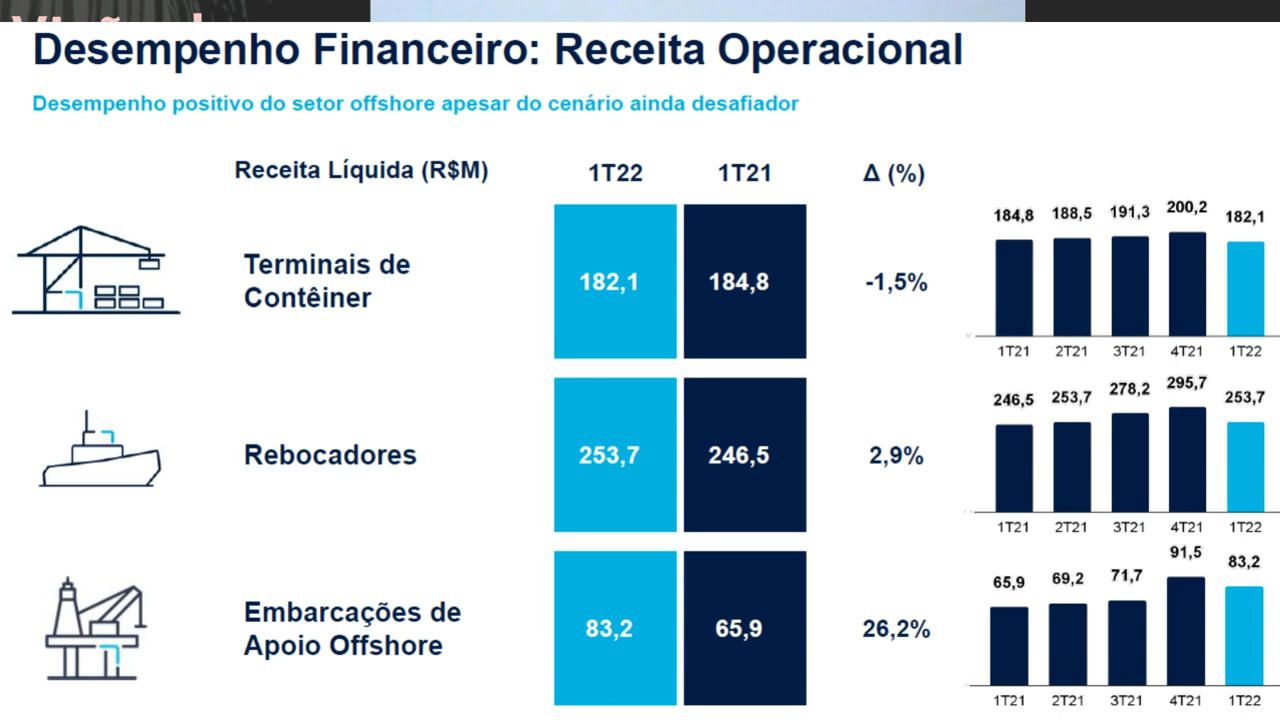 Desempenho Financeiro: Receita Operacional
Desempenho positivo do setor offshore apesar do cenário ainda desafiador
Receita Líquida (R$M) 1T22 1T21 Δ (%)
Terminais de
Contêiner
182,1 184,8 -1,5%
184,8 188,5 191,3 200,2 182,1
1T21 2T21 3T21 4T21 1T22
Rebocadores 253,7 246,5 2,9%
246,5 253,7 278,2 295,7 253,7
1T21 2T21 3T21 4T21 1T22
Embarcações de
Apoio Offshore
83,2 65,9 26,2%
65,9 69,2 71,7 91,5 83,2
1T21 2T21 3T21 4T21 1T22